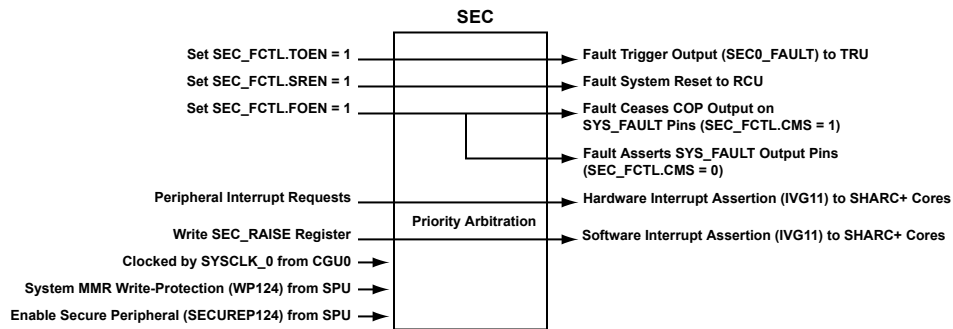 SEC
Set SEC_FCTL.TOEN = 1
Fault Trigger Output (SEC0_FAULT) to TRU
Set SEC_FCTL.SREN = 1
Fault System Reset to RCU
Set SEC_FCTL.FOEN = 1
Fault Ceases COP Output on
SYS_FAULT Pins (SEC_FCTL.CMS = 1)
Fault Asserts SYS_FAULT Output Pins
(SEC_FCTL.CMS = 0)
Peripheral Interrupt Requests
Hardware Interrupt Assertion (IVG11) to SHARC+ Cores
Priority Arbitration
Write SEC_RAISE Register
Software Interrupt Assertion (IVG11) to SHARC+ Cores
Clocked by SYSCLK_0 from CGU0
System MMR Write-Protection (WP124) from SPU
Enable Secure Peripheral (SECUREP124) from SPU